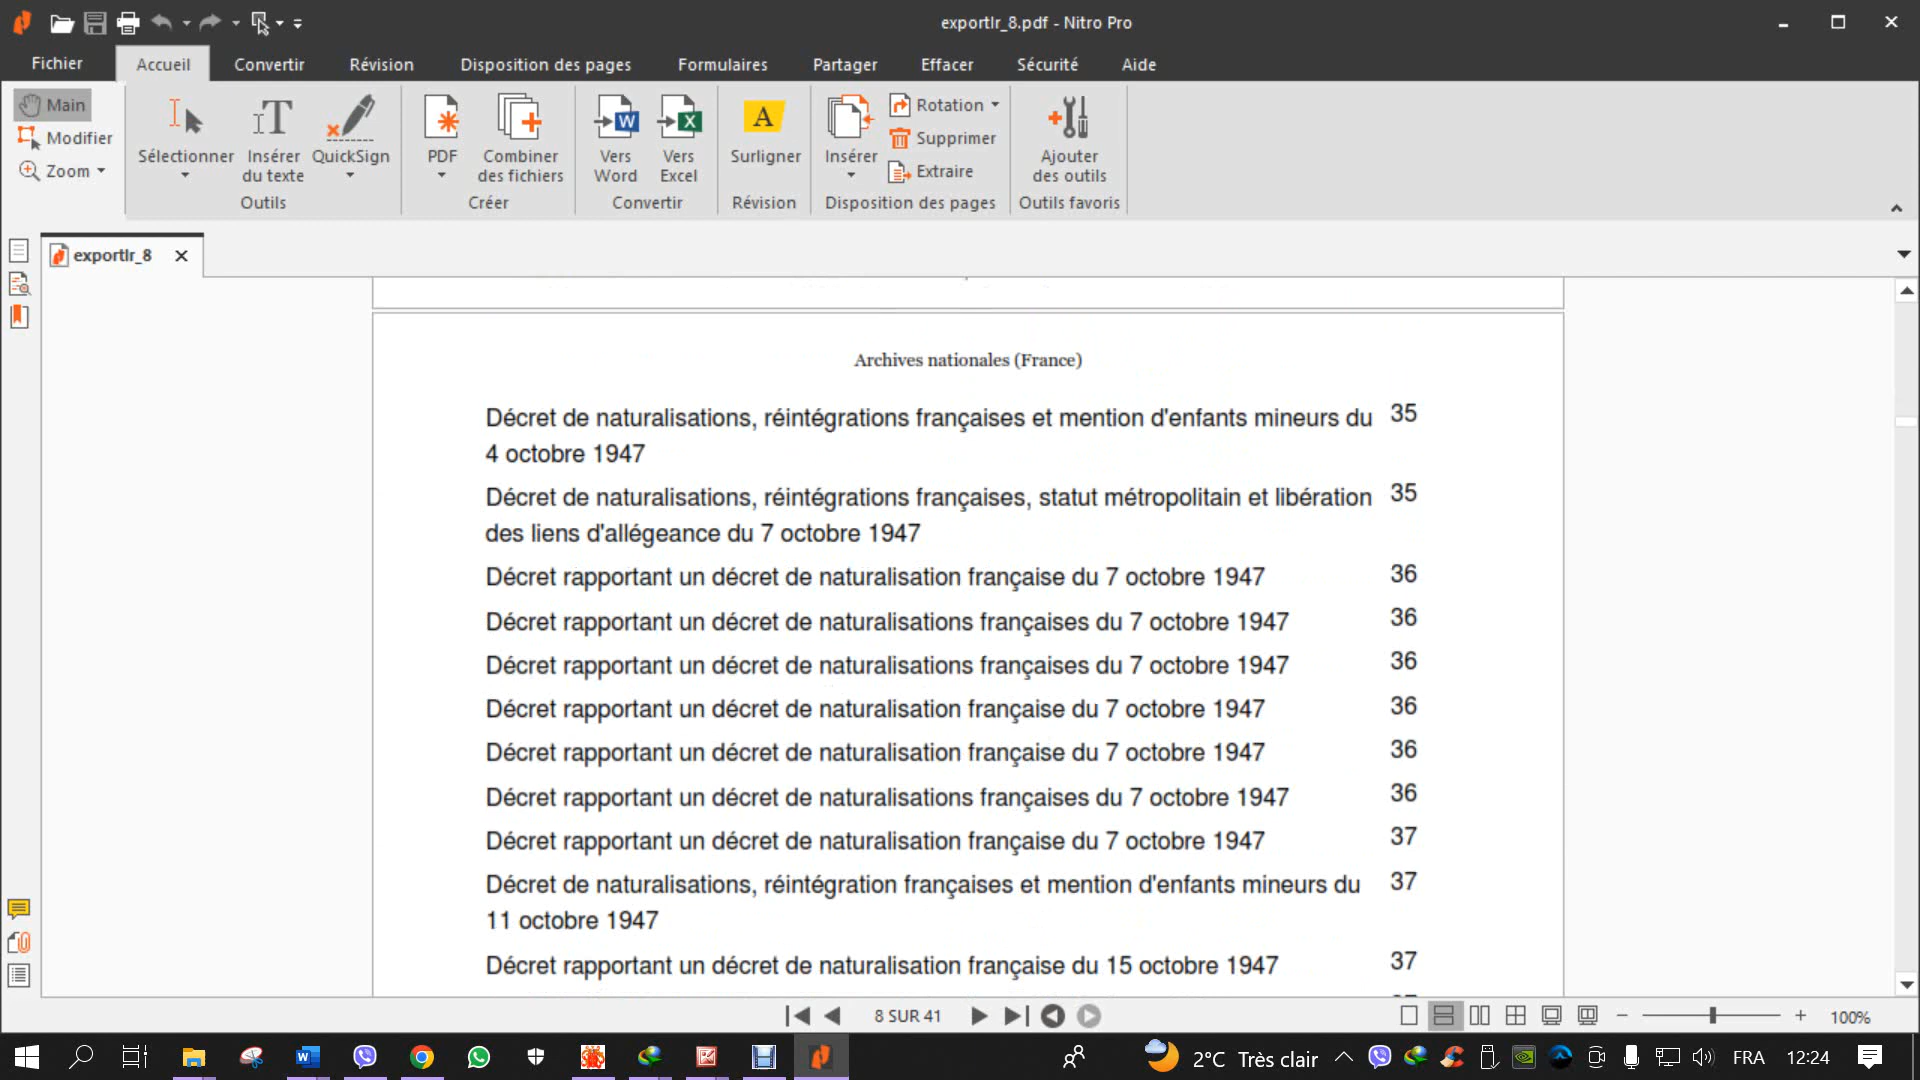 exportlr_8.pdf - Nitro Pro
Fichier Accueil Convertir Révision Disposition des pages Formulaires Partager Effacer Sécurité Aide
Main
Modifier
Zoom
Sélectionner
Insérer
du texte
QuickSign
Outils
PDF
Combiner
des fichiers
Créer
Vers
Word
Vers
Excel
Convertir
Surligner
Révision
Insérer
Rotation
Supprimer
Extraire
Disposition des pages
Ajouter
des outils
Outils favoris
exportlr_8
Archives nationales (France)
Décret de naturalisations, réintégrations françaises et mention d'enfants mineurs du 35
4 octobre 1947
Décret de naturalisations, réintégrations françaises, statut métropolitain et libération 35
des liens d'allégeance du 7 octobre 1947
Décret rapportant un décret de naturalisation française du 7 octobre 1947 36
Décret rapportant un décret de naturalisations françaises du 7 octobre 1947 36
Décret rapportant un décret de naturalisations françaises du 7 octobre 1947 36
Décret rapportant un décret de naturalisation française du 7 octobre 1947 36
Décret rapportant un décret de naturalisation française du 7 octobre 1947 36
Décret rapportant un décret de naturalisations françaises du 7 octobre 1947 36
Décret rapportant un décret de naturalisation française du 7 octobre 1947 37
Décret de naturalisations, réintégration françaises et mention d'enfants mineurs du 37
11 octobre 1947
Décret rapportant un décret de naturalisation française du 15 octobre 1947 37
8 SUR 41
100%
2°C Très clair
FRA
12:24